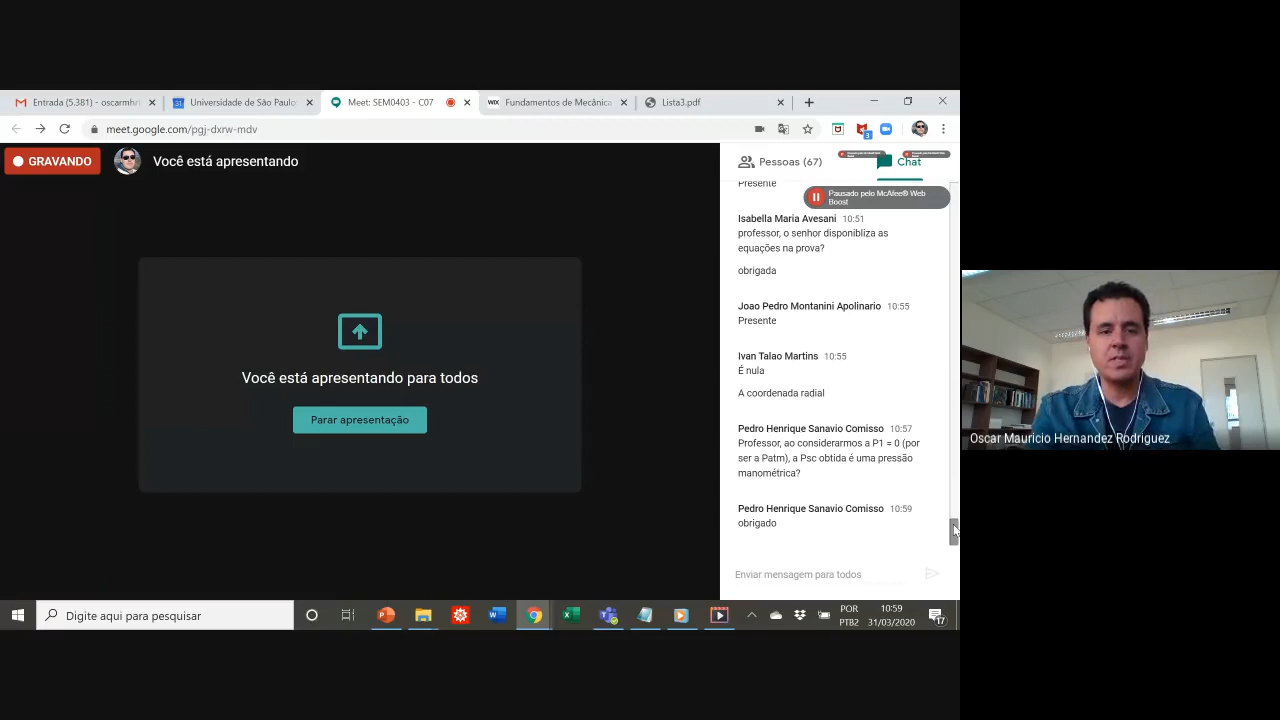 Entrada (5.381) - oscarmhr
Universidade de São Paulo
Meet: SEM0403 - C07
WIX Fundamentos de Mecânica
Lista3.pdf
meet.google.com/pgj-dxrw-mdv
3
GRAVANDO
Você está apresentando
Pessoas (67)
Chat
Presente
Pausado pelo McAfee® Web
Boost
Isabella Maria Avesani 10:51
professor, o senhor disponibliza as
equações na prova?
obrigada
Joao Pedro Montanini Apolinario 10:55
Presente
Ivan Talao Martins 10:55
É nula
A coordenada radial
Pedro Henrique Sanavio Comisso 10:57
Professor, ao considerarmos a P1 = 0 (por
ser a Patm), a Psc obtida é uma pressão
manométrica?
Pedro Henrique Sanavio Comisso 10:59
obrigado
Você está apresentando para todos
Parar apresentação
Enviar mensagem para todos
Oscar Mauricio Hernandez Rodriguez
Digite aqui para pesquisar
POR
PTB2
10:59
31/03/2020
17